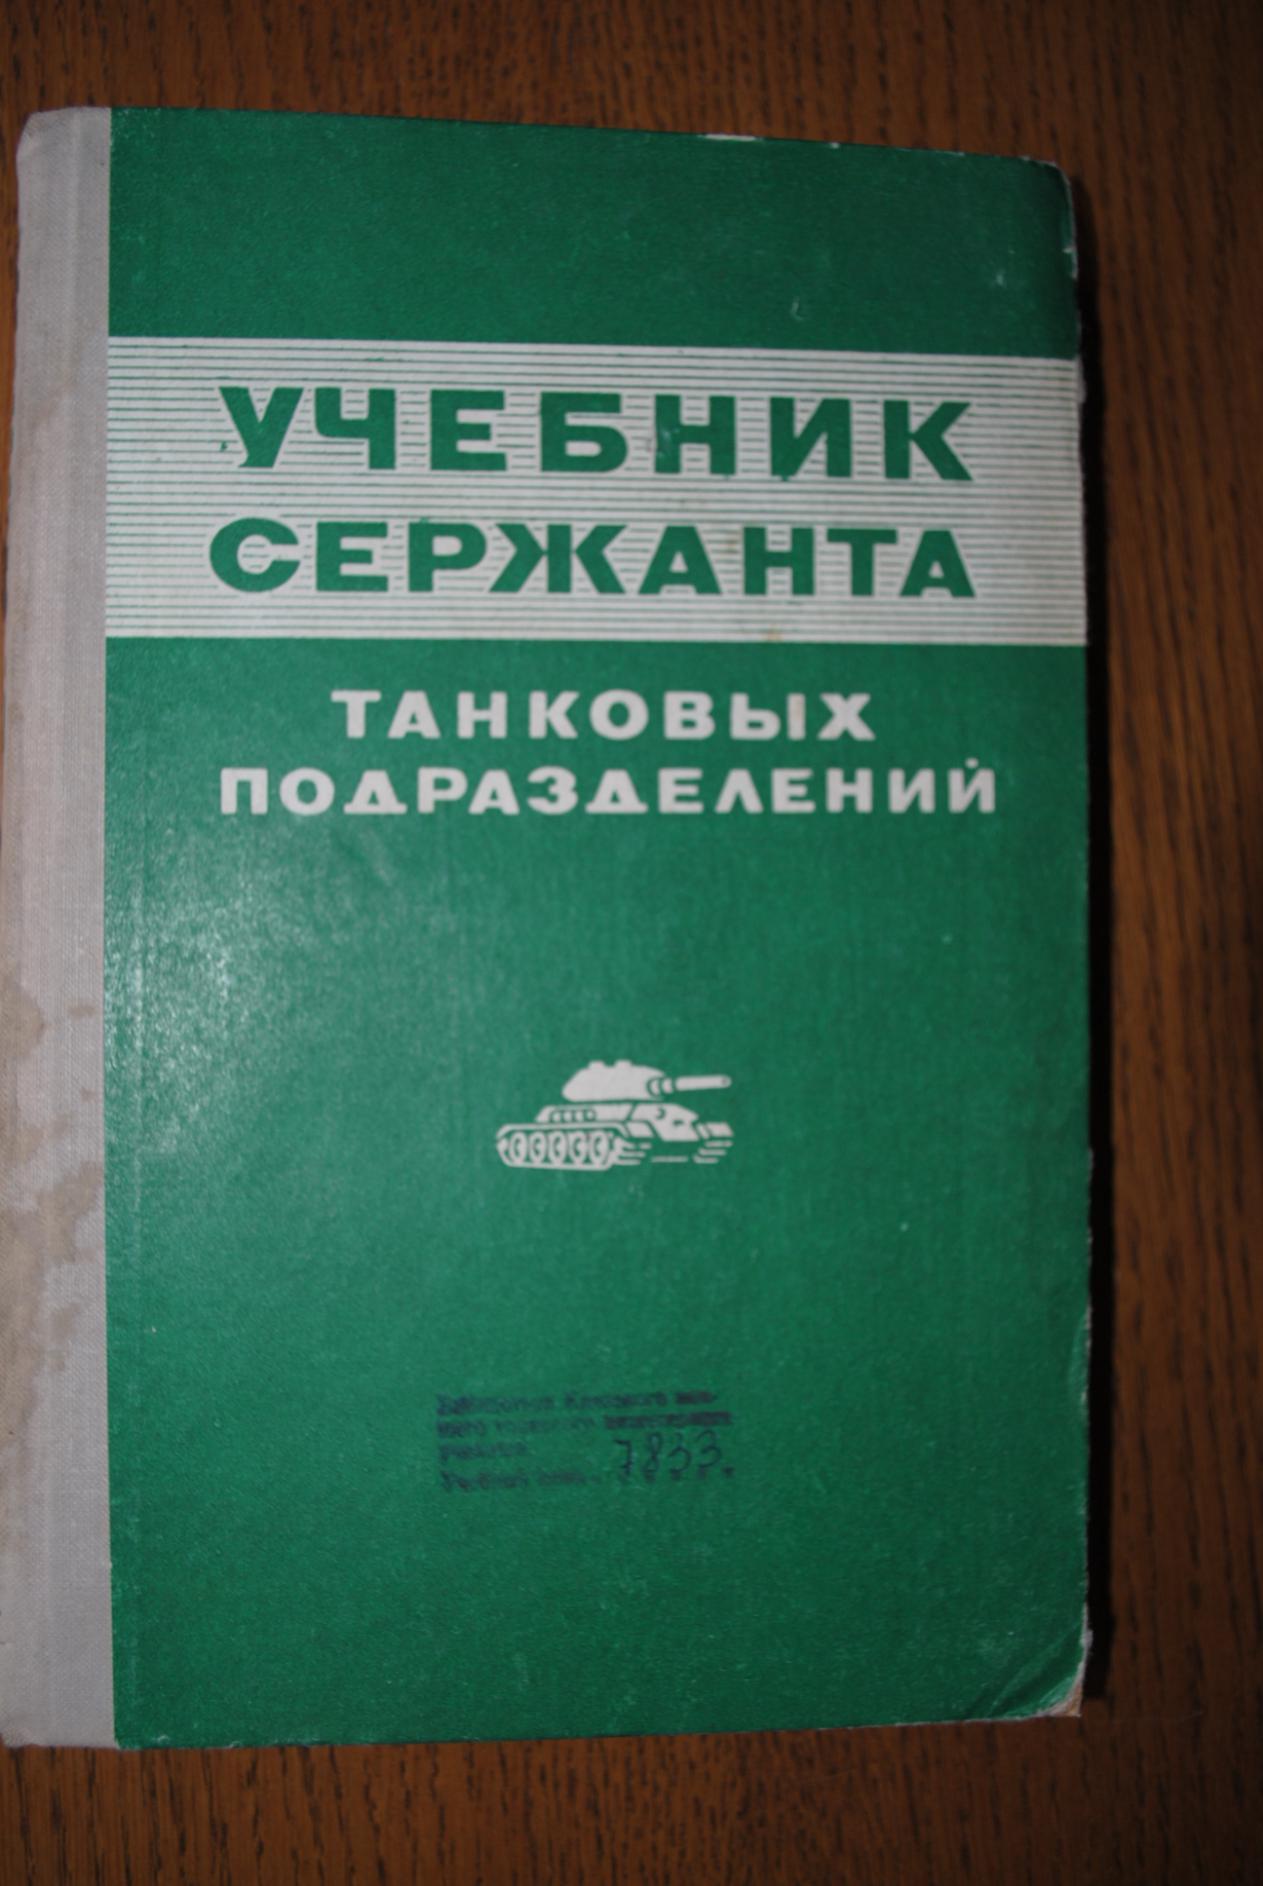 УЧЕБНИК
СЕРЖАНТА
ТАНКОВЫХ
ПОДРАЗДЕЛЕНИЙ
7833